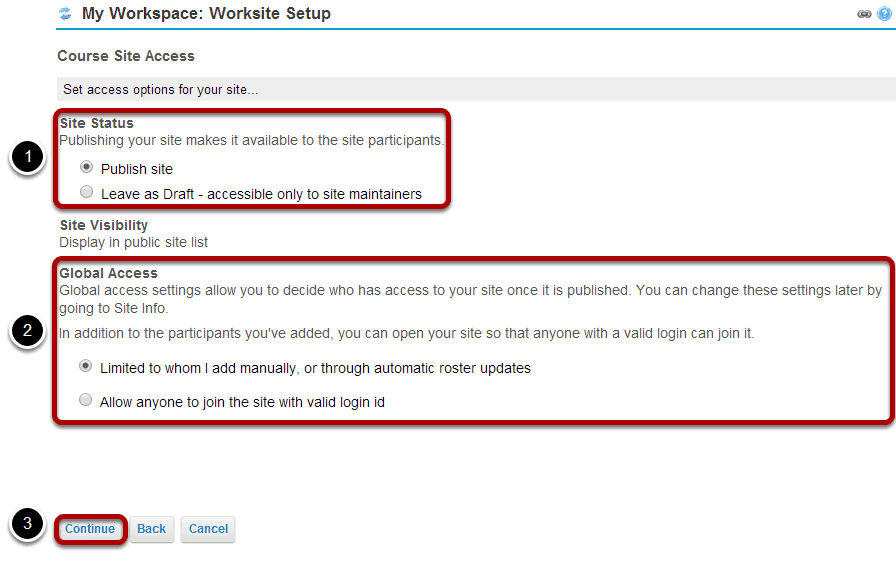 My Workspace: Worksite Setup
Course Site Access
Set access options for your site...
Site Status
Publishing your site makes it available to the site participants.
1
Publish site
Leave as Draft - accessible only to site maintainers
Site Visibility
Display in public site list
Global Access
Global access settings allow you to decide who has access to your site once it is published. You can change these settings later by
going to Site Info.
2
In addition to the participants you've added, you can open your site so that anyone with a valid login can join it.
Limited to whom I add manually, or through automatic roster updates
Allow anyone to join the site with valid login id
3
Continue Back Cancel